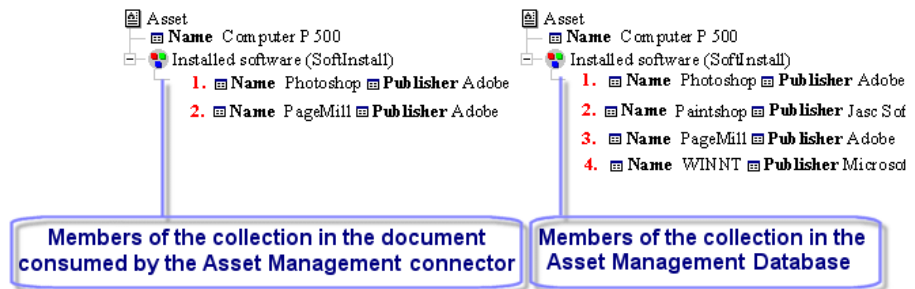 Asset
Name Computer P 500
Installed software (SoftInstall)
1. Name Photoshop Publisher Adobe
2. Name PageMill Publisher Adobe
Members of the collection in the document
consumed by the Asset Management connector
Asset
Name Computer P 500
Installed software (SoftInstall)
1. Name Photoshop Publisher Adobe
2. Name Paintshop Publisher Jasc Sof
3. Name PageMill Publisher Adobe
4. Name WINNT Publisher Microsof
Members of the collection in the
Asset Management Database